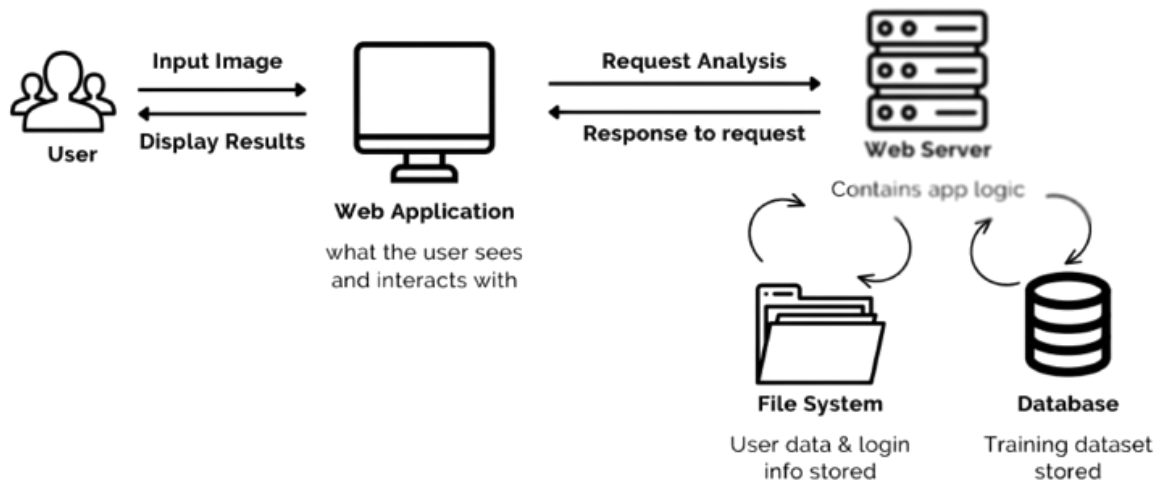 Input Image
Display Results
User
Web Application
what the user sees
and interacts with
Request Analysis
Response to request
Web Server
Contains app logic
File System
User data & login
info stored
Database
Training dataset
stored